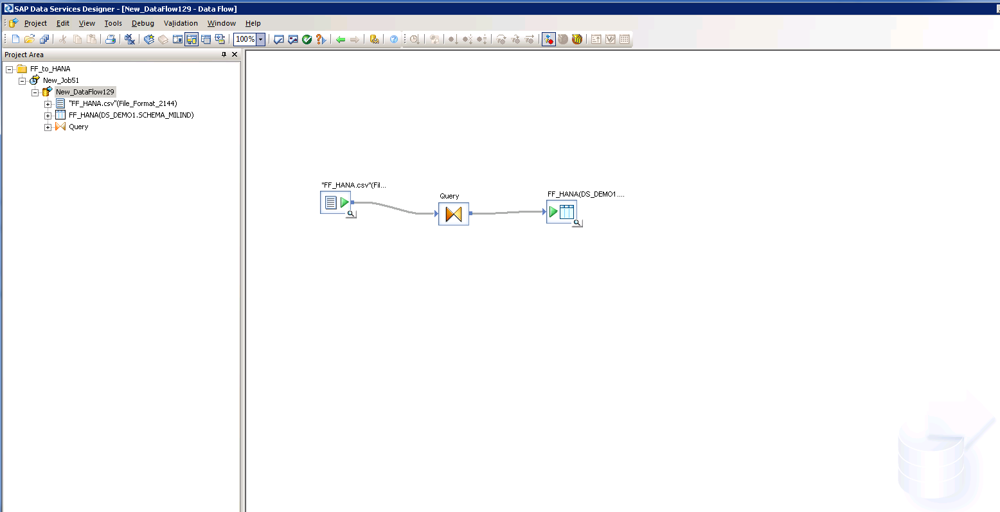 SAP Data Services Designer - [New_DataFlow129 - Data Flow]
Project Edit View Tools Debug Validation Window Help
100%
Project Area
FF_to_HANA
New_Job51
New_DataFlow129
"FF_HANA.csv"(File_Format_2144)
FF_HANA(DS_DEMO1.SCHEMA_MILIND)
Query
"FF_HANA.csv"(Fil...
Query
FF_HANA(DS_DEMO1....